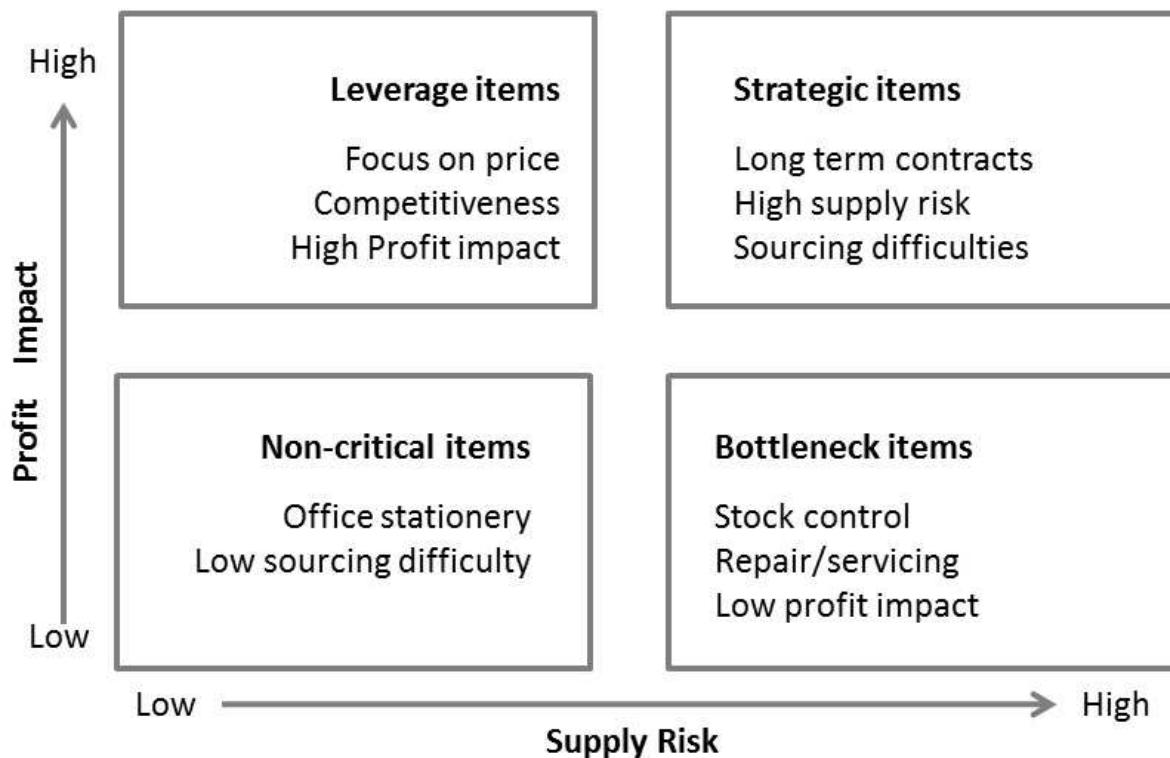 High
Leverage items
Focus on price
Competitiveness
High Profit impact
Strategic items
Long term contracts
High supply risk
Sourcing difficulties
Profit Impact
Non-critical items
Office stationery
Low sourcing difficulty
Bottleneck items
Stock control
Repair/servicing
Low profit impact
Low
Low
High
Supply Risk